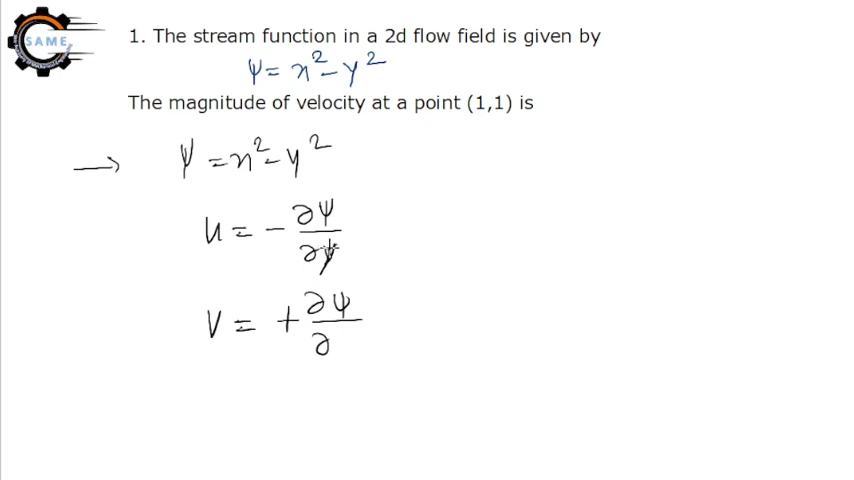 SAME
1. The stream function in a 2d flow field is given by
ψ = x² - y²
The magnitude of velocity at a point (1,1) is
→ ψ = x² - y²
u = - ∂ψ/∂y
v = + ∂ψ/∂